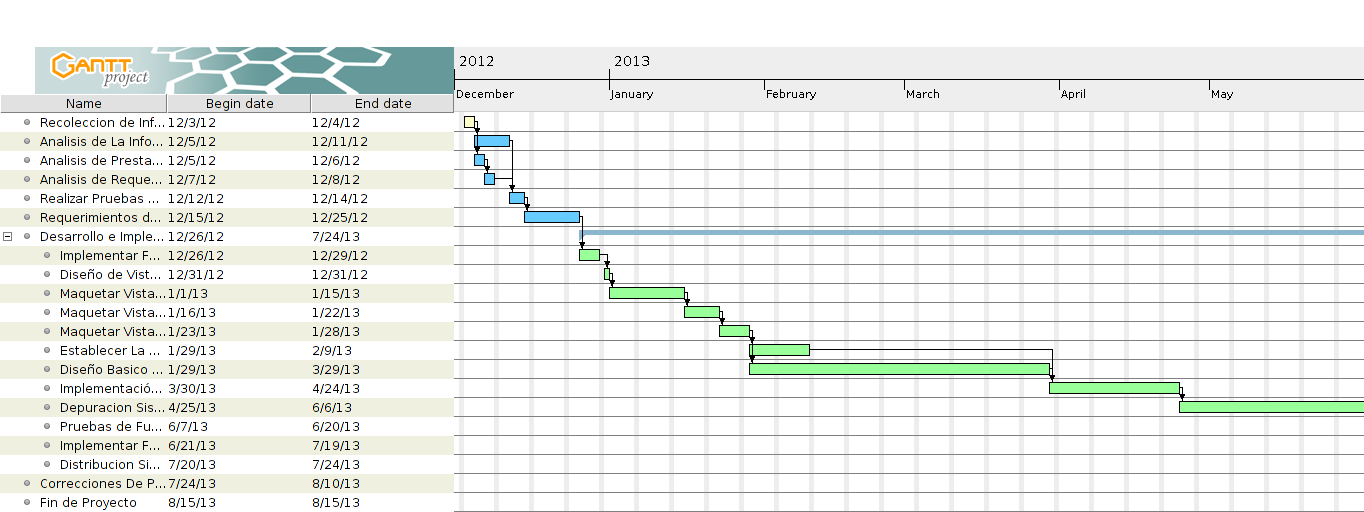 GANTT project
2012 2013
December January February March April May
Name Begin date End date
Recoleccion de Inf... 12/3/12 12/4/12
Analisis de La Info... 12/5/12 12/11/12
Analisis de Presta... 12/5/12 12/6/12
Analisis de Reque... 12/7/12 12/8/12
Realizar Pruebas ... 12/12/12 12/14/12
Requerimientos d... 12/15/12 12/25/12
Desarrollo e Imple... 12/26/12 7/24/13
Implementar F... 12/26/12 12/29/12
Diseño de Vist... 12/31/12 12/31/12
Maquetar Vista... 1/1/13 1/15/13
Maquetar Vista... 1/16/13 1/22/13
Maquetar Vista... 1/23/13 1/28/13
Establecer La ... 1/29/13 2/9/13
Diseño Basico ... 1/29/13 3/29/13
Implementació... 3/30/13 4/24/13
Depuracion Sis... 4/25/13 6/6/13
Pruebas de Fu... 6/7/13 6/20/13
Implementar F... 6/21/13 7/19/13
Distribucion Si... 7/20/13 7/24/13
Correcciones De P... 7/24/13 8/10/13
Fin de Proyecto 8/15/13 8/15/13